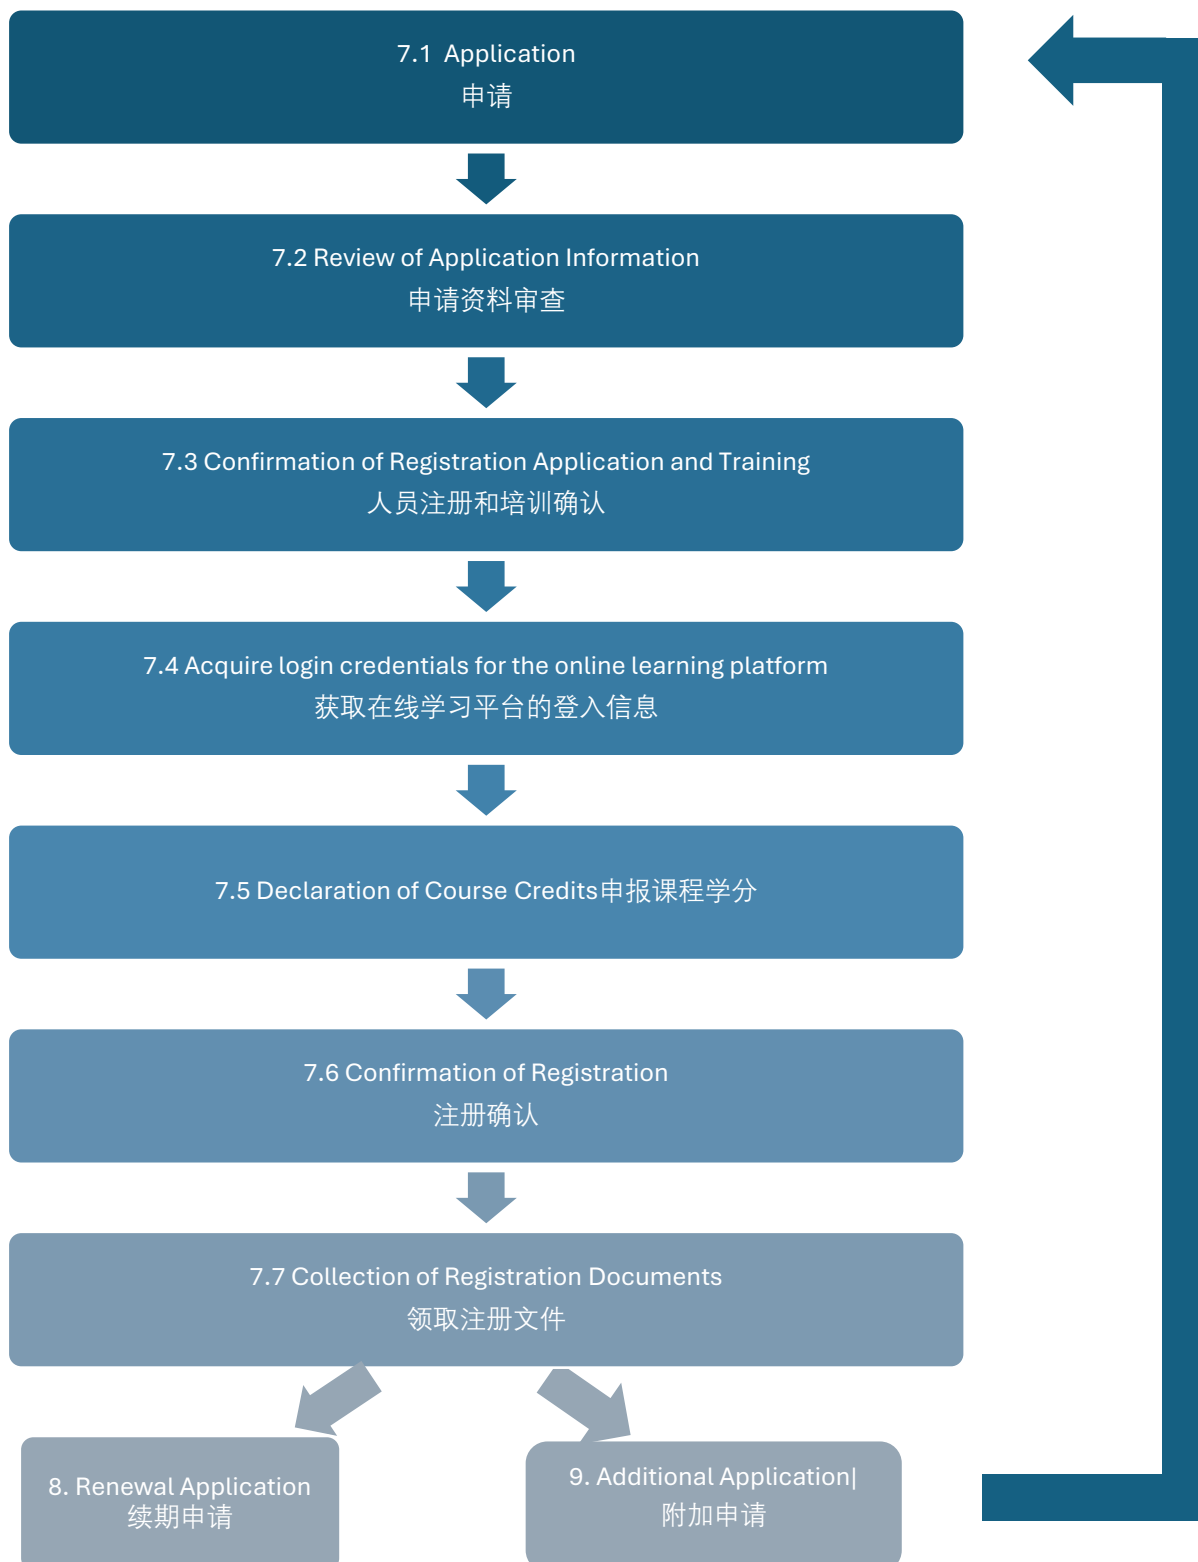 7.1 Application
申请
7.2 Review of Application Information
申请资料审查
7.3 Confirmation of Registration Application and Training
人员注册和培训确认
7.4 Acquire login credentials for the online learning platform
获取在线学习平台的登入信息
7.5 Declaration of Course Credits申报课程学分
7.6 Confirmation of Registration
注册确认
7.7 Collection of Registration Documents
领取注册文件
8. Renewal Application
续期申请
9. Additional Application|
附加申请